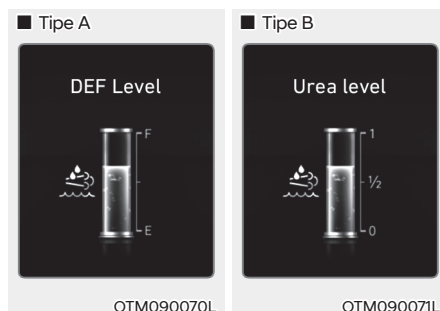 ■ Tipe A
DEF Level
F
E
OTM090070L
■ Tipe B
Urea level
1
½
0
OTM090071L